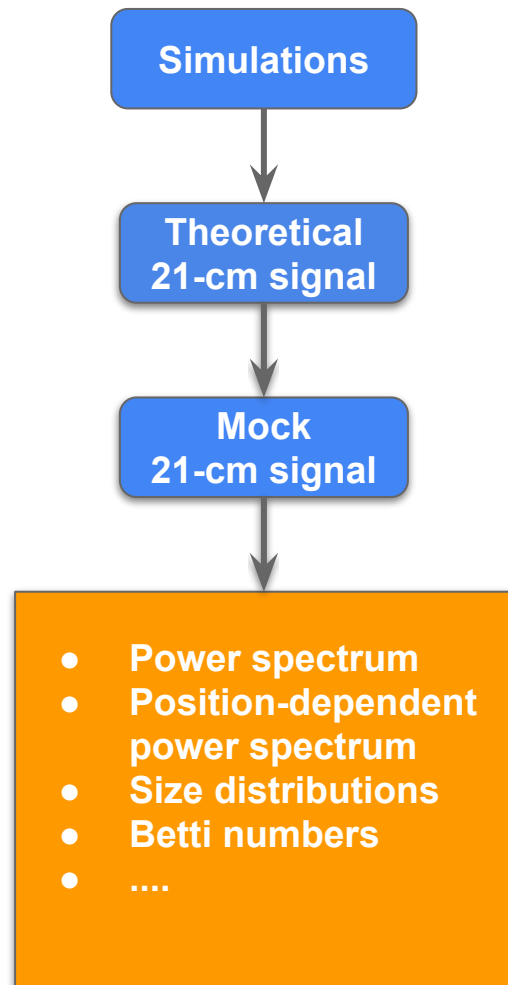 Simulations
Theoretical
21-cm signal
Mock
21-cm signal
● Power spectrum
● Position-dependent
power spectrum
● Size distributions
● Betti numbers
● ....